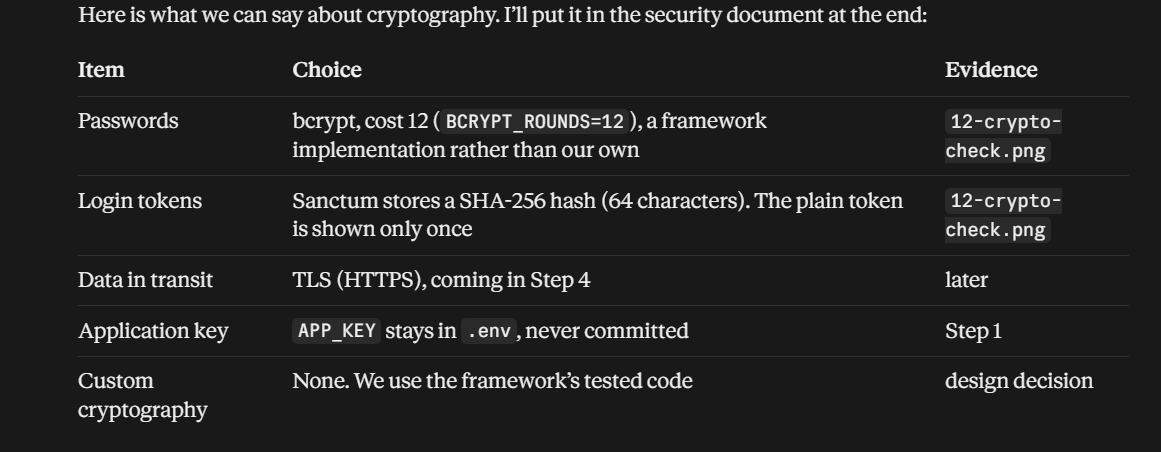 Here is what we can say about cryptography. I’ll put it in the security document at the end:
Item Choice Evidence
Passwords bcrypt, cost 12 ( BCRYPT_ROUNDS=12 ), a framework 12-crypto-
implementation rather than our own check.png
Login tokens Sanctum stores a SHA-256 hash (64 characters). The plain token 12-crypto-
is shown only once check.png
Data in transit TLS (HTTPS), coming in Step 4 later
Application key APP_KEY stays in .env , never committed Step 1
Custom None. We use the framework’s tested code design decision
cryptography